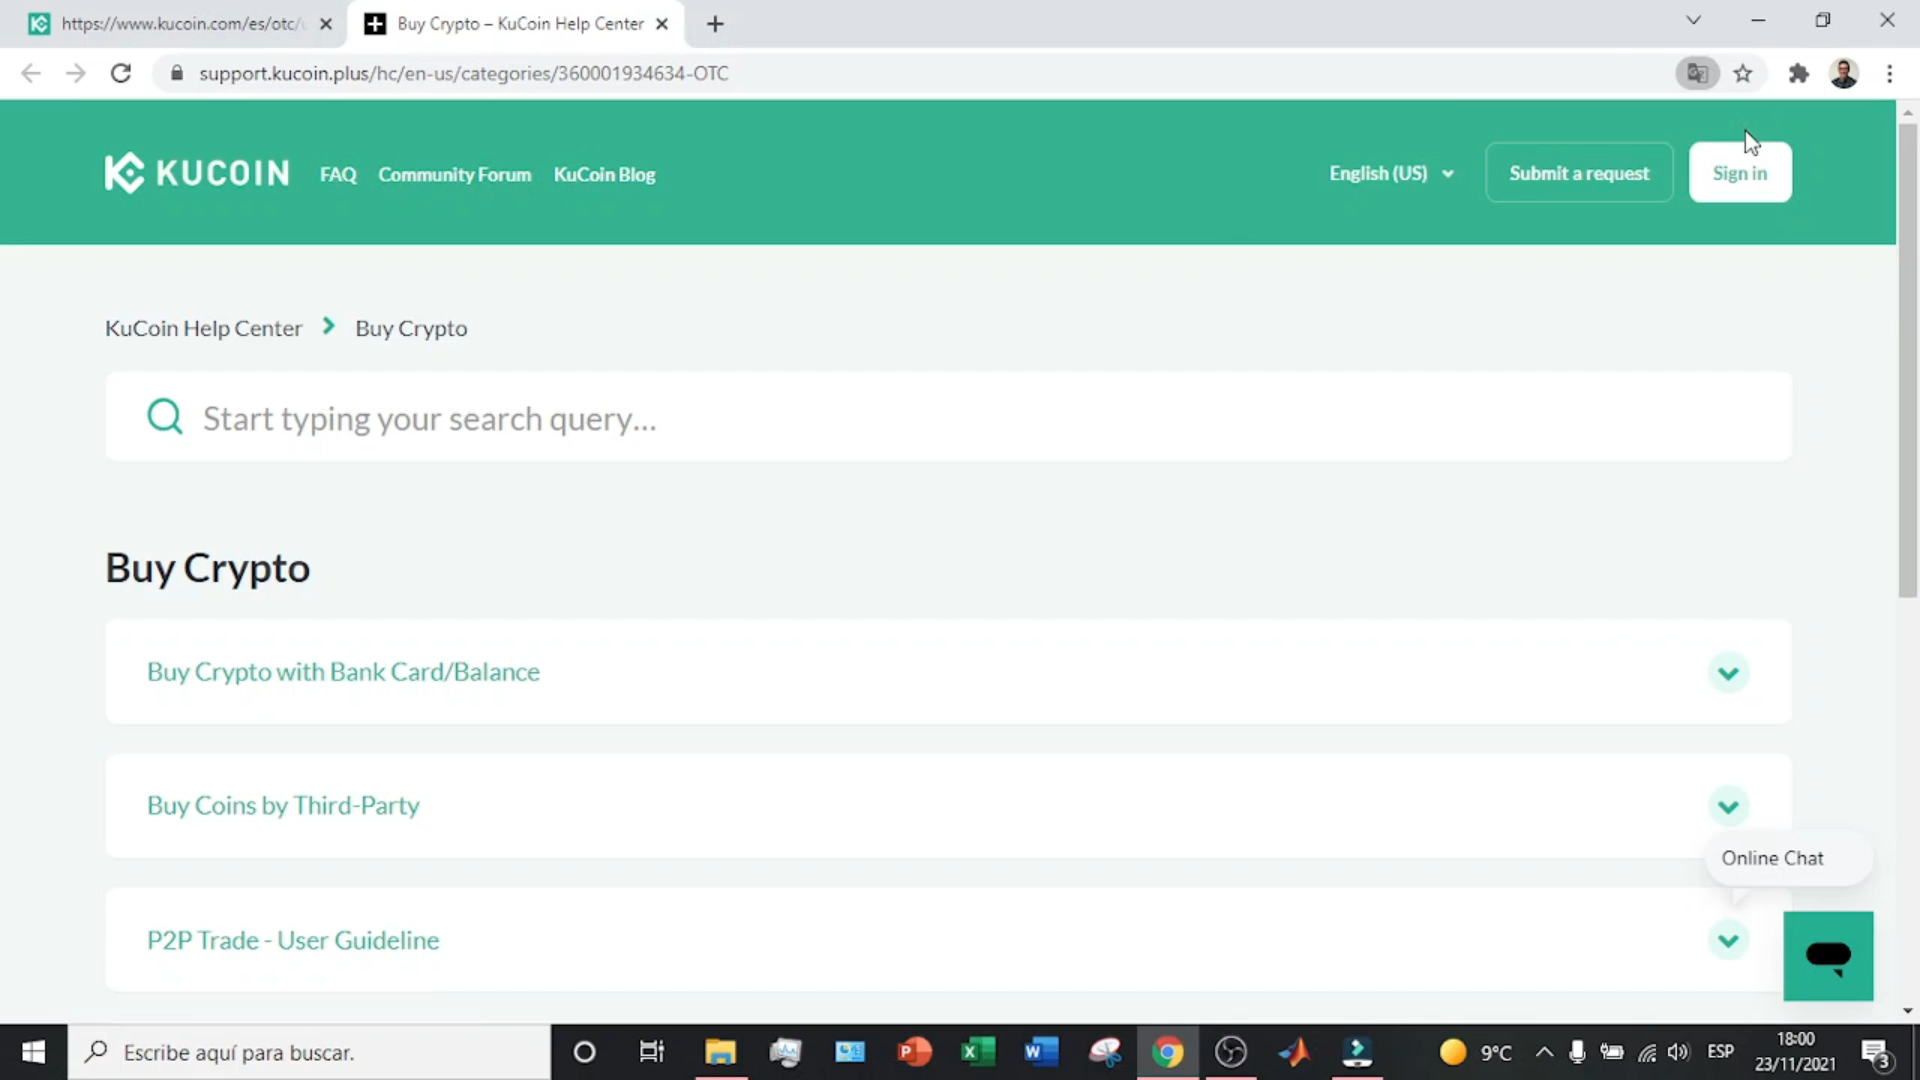 https://www.kucoin.com/es/otc/
Buy Crypto – KuCoin Help Center
support.kucoin.plus/hc/en-us/categories/360001934634-OTC
KUCOIN
FAQ
Community Forum
KuCoin Blog
English (US)
Submit a request
Sign in
KuCoin Help Center
Buy Crypto
Start typing your search query...
Buy Crypto
Buy Crypto with Bank Card/Balance
Buy Coins by Third-Party
Online Chat
P2P Trade - User Guideline
Escribe aquí para buscar.
9°C
ESP
18:00
23/11/2021
3